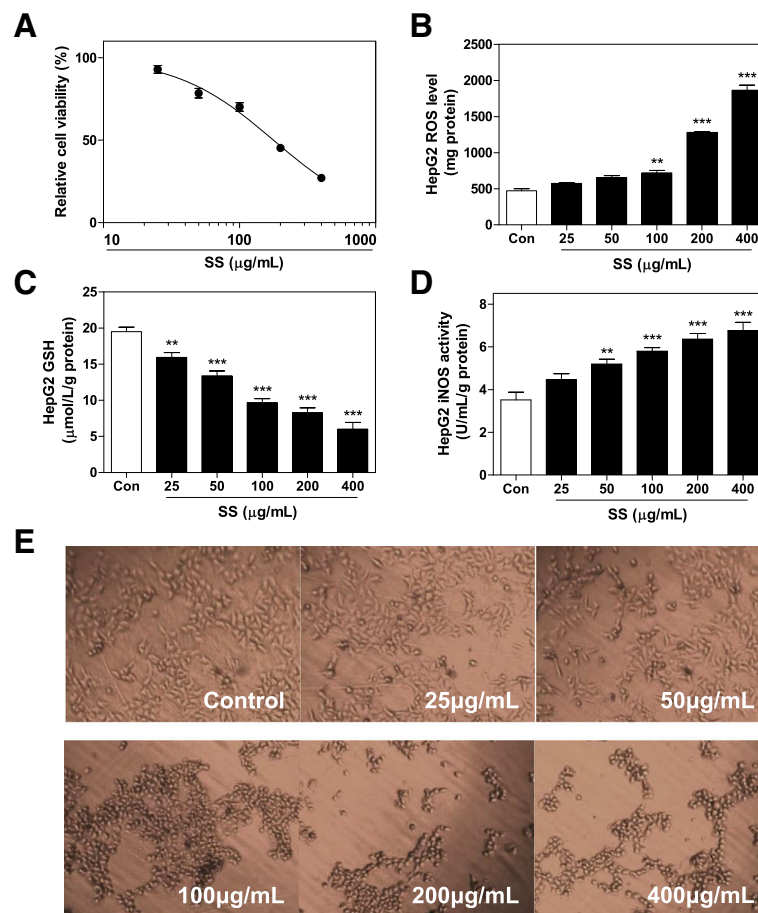 A
Relative cell viability (%)
100
50
0
10
100
1000
SS (μg/mL)
B
HepG2 ROS level
(mg protein)
2500
2000
1500
1000
500
0
**
***
***
Con
25
50
100
200
400
SS (μg/mL)
C
HepG2 GSH
(μmol/L/g protein)
25
20
15
10
5
0
**
***
***
***
***
Con
25
50
100
200
400
SS (μg/mL)
D
HepG2 iNOS activity
(U/mL/g protein)
8
6
4
2
0
**
***
***
***
Con
25
50
100
200
400
SS (μg/mL)
E
Control
25μg/mL
50μg/mL
100μg/mL
200μg/mL
400μg/mL